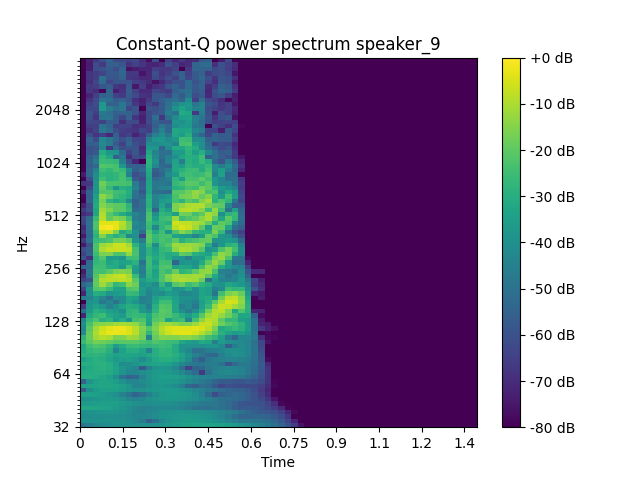 Constant-Q power spectrum speaker_9
Hz
2048
1024
512
256
128
64
32
0 0.15 0.3 0.45 0.6 0.75 0.9 1.1 1.2 1.4
Time
+0 dB
-10 dB
-20 dB
-30 dB
-40 dB
-50 dB
-60 dB
-70 dB
-80 dB